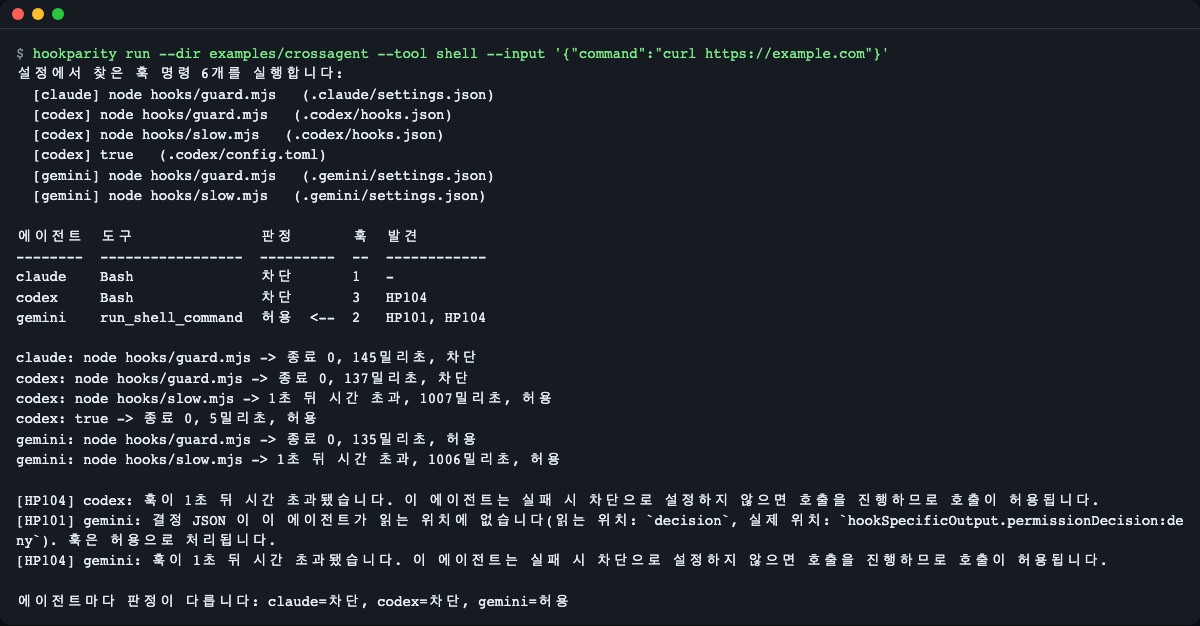 $ hookparity run --dir examples/crossagent --tool shell --input '{"command":"curl https://example.com"}'
설정에서 찾은 훅 명령 6개를 실행합니다:
  [claude] node hooks/guard.mjs   (.claude/settings.json)
  [codex] node hooks/guard.mjs   (.codex/hooks.json)
  [codex] node hooks/slow.mjs   (.codex/hooks.json)
  [codex] true   (.codex/config.toml)
  [gemini] node hooks/guard.mjs   (.gemini/settings.json)
  [gemini] node hooks/slow.mjs   (.gemini/settings.json)

에이전트  도구               판정       훅  발견
--------  -----------------  ---------  --  ------------
claude    Bash               차단       1   -
codex     Bash               차단       3   HP104
gemini    run_shell_command  허용  <--  2   HP101, HP104

claude: node hooks/guard.mjs -> 종료 0, 145밀리초, 차단
codex: node hooks/guard.mjs -> 종료 0, 137밀리초, 차단
codex: node hooks/slow.mjs -> 1초 뒤 시간 초과, 1007밀리초, 허용
codex: true -> 종료 0, 5밀리초, 허용
gemini: node hooks/guard.mjs -> 종료 0, 135밀리초, 허용
gemini: node hooks/slow.mjs -> 1초 뒤 시간 초과, 1006밀리초, 허용

[HP104] codex: 훅이 1초 뒤 시간 초과됐습니다. 이 에이전트는 실패 시 차단으로 설정하지 않으면 호출을 진행하므로 호출이 허용됩니다.
[HP101] gemini: 결정 JSON 이 이 에이전트가 읽는 위치에 없습니다(읽는 위치: `decision`, 실제 위치: `hookSpecificOutput.permissionDecision:de
ny`). 훅은 허용으로 처리됩니다.
[HP104] gemini: 훅이 1초 뒤 시간 초과됐습니다. 이 에이전트는 실패 시 차단으로 설정하지 않으면 호출을 진행하므로 호출이 허용됩니다.

에이전트마다 판정이 다릅니다: claude=차단, codex=차단, gemini=허용